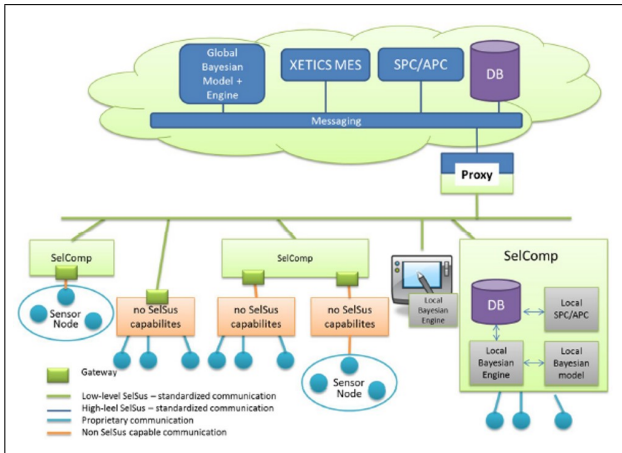 Global
Bayesian
Model +
Engine
XETICS MES
SPC/APC
DB
Messaging
Proxy
SelComp
Sensor
Node
no SelSus
capabilites
SelComp
no SelSus
capabilites
no SelSus
capabilites
Sensor
Node
Local
Bayesian
Engine
SelComp
DB
Local
SPC/APC
Local
Bayesian
Engine
Local
Bayesian
model
Gateway
Low-level SelSus – standardized communication
High-leel SelSus – standardized communication
Proprietary communication
Non SelSus capable communication